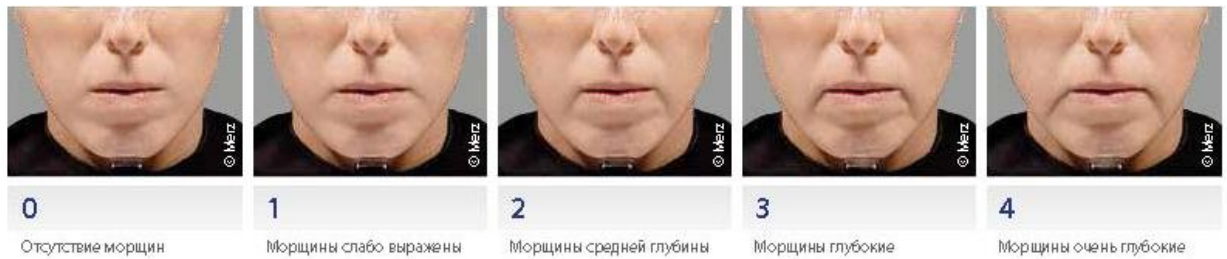 © Merz
© Merz
© Merz
© Merz
© Merz
0
1
2
3
4
Отсутствие морщин
Морщины слабо выражены
Морщины средней глубины
Морщины глубокие
Морщины очень глубокие